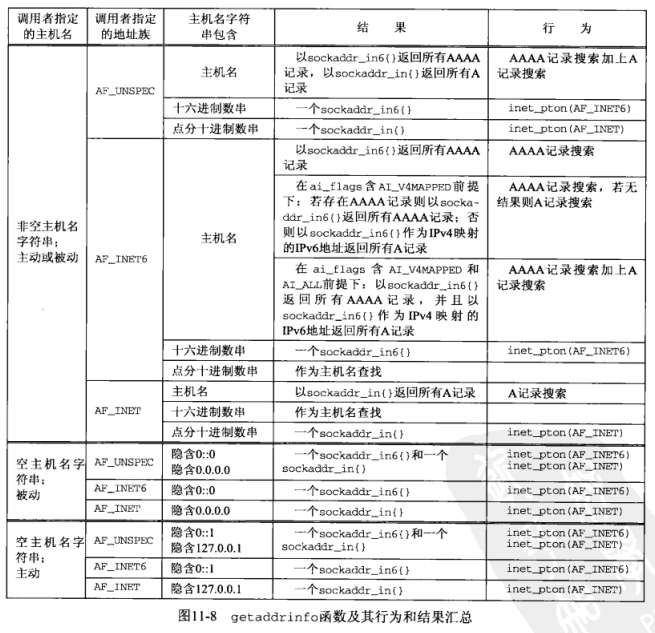 调用者指定的主机名
调用者指定的地址族
主机名字符串包含
结 果
行 为
非空主机名字符串；主动或被动
AF_UNSPEC
主机名
以sockaddr_in6{}返回所有AAAA记录，以sockaddr_in{}返回所有A记录
AAAA记录搜索加上A记录搜索
十六进制数串
一个sockaddr_in6{}
inet_pton(AF_INET6)
点分十进制数串
一个sockaddr_in{}
inet_pton(AF_INET)
AF_INET6
主机名
以sockaddr_in6{}返回所有AAAA记录
AAAA记录搜索
在ai_flags含AI_V4MAPPED前提下：若存在AAAA记录则以sockaddr_in6{}返回所有AAAA记录；否则以sockaddr_in6{}作为IPv4映射的IPv6地址返回所有A记录
AAAA记录搜索，若无结果则A记录搜索
在ai_flags含AI_V4MAPPED和AI_ALL前提下：以sockaddr_in6{}返回所有AAAA记录，并且以sockaddr_in6{}作为IPv4映射的IPv6地址返回所有A记录
AAAA记录搜索加上A记录搜索
十六进制数串
一个sockaddr_in6{}
inet_pton(AF_INET6)
点分十进制数串
作为主机名查找
AF_INET
主机名
以sockaddr_in{}返回所有A记录
A记录搜索
十六进制数串
作为主机名查找
点分十进制数串
一个sockaddr_in{}
inet_pton(AF_INET)
空主机名字符串；被动
AF_UNSPEC
隐含0::0
隐含0.0.0.0
一个sockaddr_in6{}和一个sockaddr_in{}
inet_pton(AF_INET6)
inet_pton(AF_INET)
AF_INET6
隐含0::0
一个sockaddr_in6{}
inet_pton(AF_INET6)
AF_INET
隐含0.0.0.0
一个sockaddr_in{}
inet_pton(AF_INET)
空主机名字符串；主动
AF_UNSPEC
隐含0::1
隐含127.0.0.1
一个sockaddr_in6{}和一个sockaddr_in{}
inet_pton(AF_INET6)
inet_pton(AF_INET)
AF_INET6
隐含0::1
一个sockaddr_in6{}
inet_pton(AF_INET6)
AF_INET
隐含127.0.0.1
一个sockaddr_in{}
inet_pton(AF_INET)
图11-8 getaddrinfo函数及其行为和结果汇总